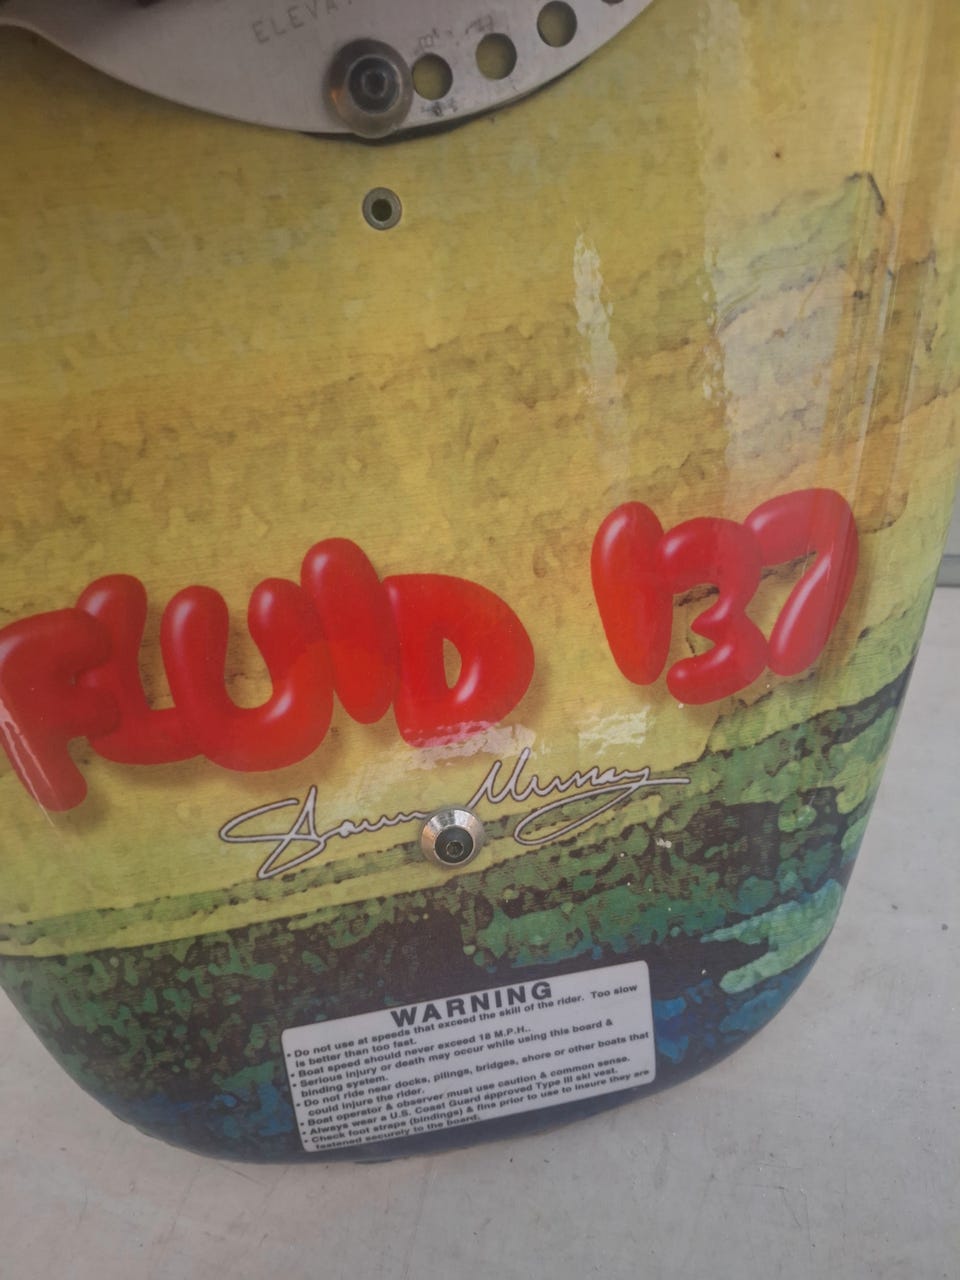 ELEVA
FLUID 137
Shaun Murray
WARNING
• Do not use at speeds that exceed the skill of the rider. Too slow
is better than too fast.
• Boat speed should never exceed 18 M.P.H..
• Serious injury or death may occur while using this board &
binding system.
• Do not ride near docks, pilings, bridges, shore or other boats that
could injure the rider.
• Boat operator & observer must use caution & common sense.
• Always wear a U.S. Coast Guard approved Type III ski vest.
• Check foot straps (bindings) & fins prior to use to insure they are
fastened securely to the board.